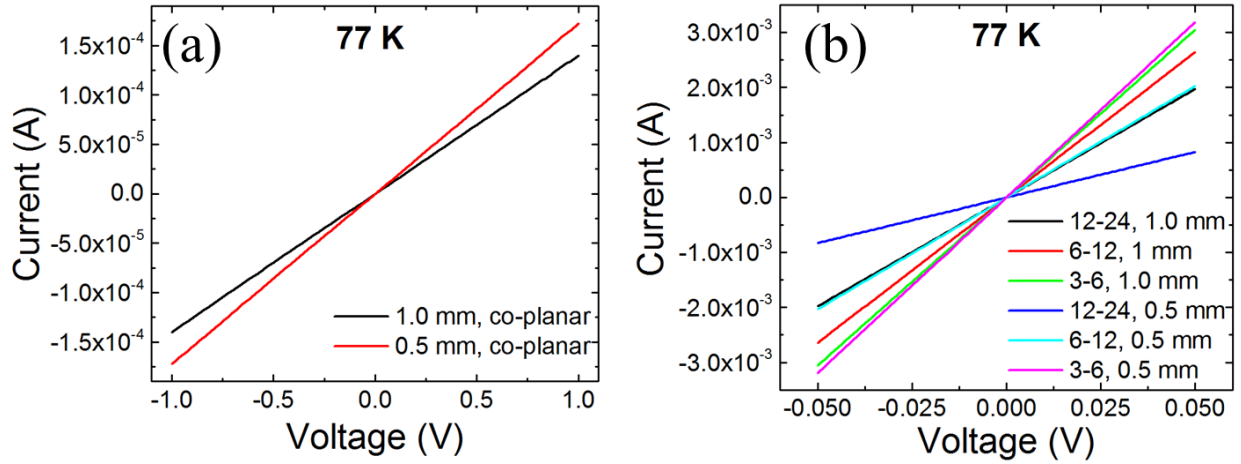 (a)
77 K
1.5x10-4
1.0x10-4
5.0x10-5
0.0
-5.0x10-5
-1.0x10-4
-1.5x10-4
Current (A)
1.0 mm, co-planar
0.5 mm, co-planar
-1.0 -0.5 0.0 0.5 1.0
Voltage (V)
(b)
77 K
3.0x10-3
2.0x10-3
1.0x10-3
0.0
-1.0x10-3
-2.0x10-3
-3.0x10-3
Current (A)
12-24, 1.0 mm
6-12, 1 mm
3-6, 1.0 mm
12-24, 0.5 mm
6-12, 0.5 mm
3-6, 0.5 mm
-0.050 -0.025 0.000 0.025 0.050
Voltage (V)